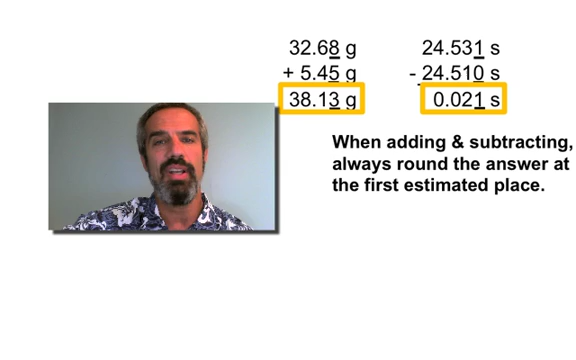 32.68 g
+ 5.45 g
38.13 g
24.531 s
- 24.510 s
0.021 s
When adding & subtracting,
always round the answer at
the first estimated place.